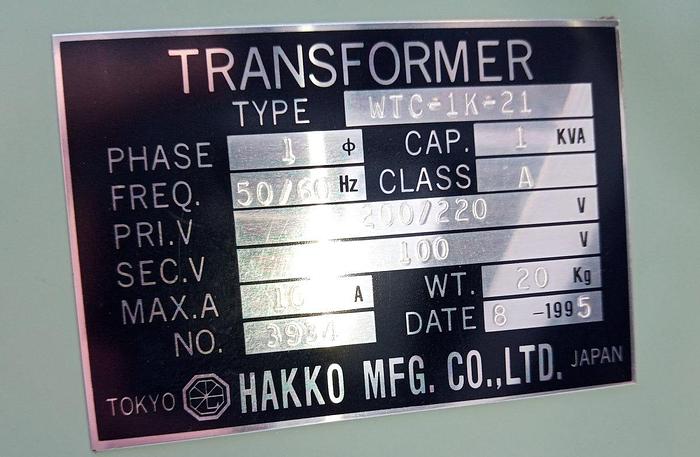 TRANSFORMER
TYPE WTC-1K-21
PHASE 1 ϕ CAP. 1 KVA
FREQ. 50/60 Hz CLASS A
PRI.V 200/220 V
SEC.V 100 V
MAX.A 10 A WT. 20 Kg
NO. 3934 DATE 8 -1995
TOKYO HAKKO MFG. CO.,LTD. JAPAN